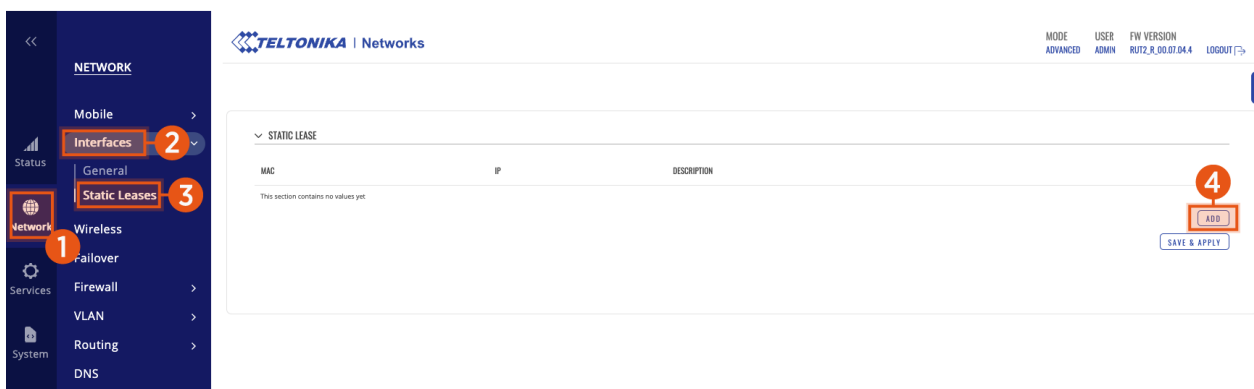 <<
NETWORK
Mobile
Interfaces 2
General
Static Leases 3
Wireless
Failover
Firewall
VLAN
Routing
DNS
Status
Network
1
Services
System
TELTONIKA | Networks
MODE USER FW VERSION
ADVANCED ADMIN RUT2_R_00.07.04.4 LOGOUT
STATIC LEASE
MAC IP DESCRIPTION
This section contains no values yet
4
ADD
SAVE & APPLY